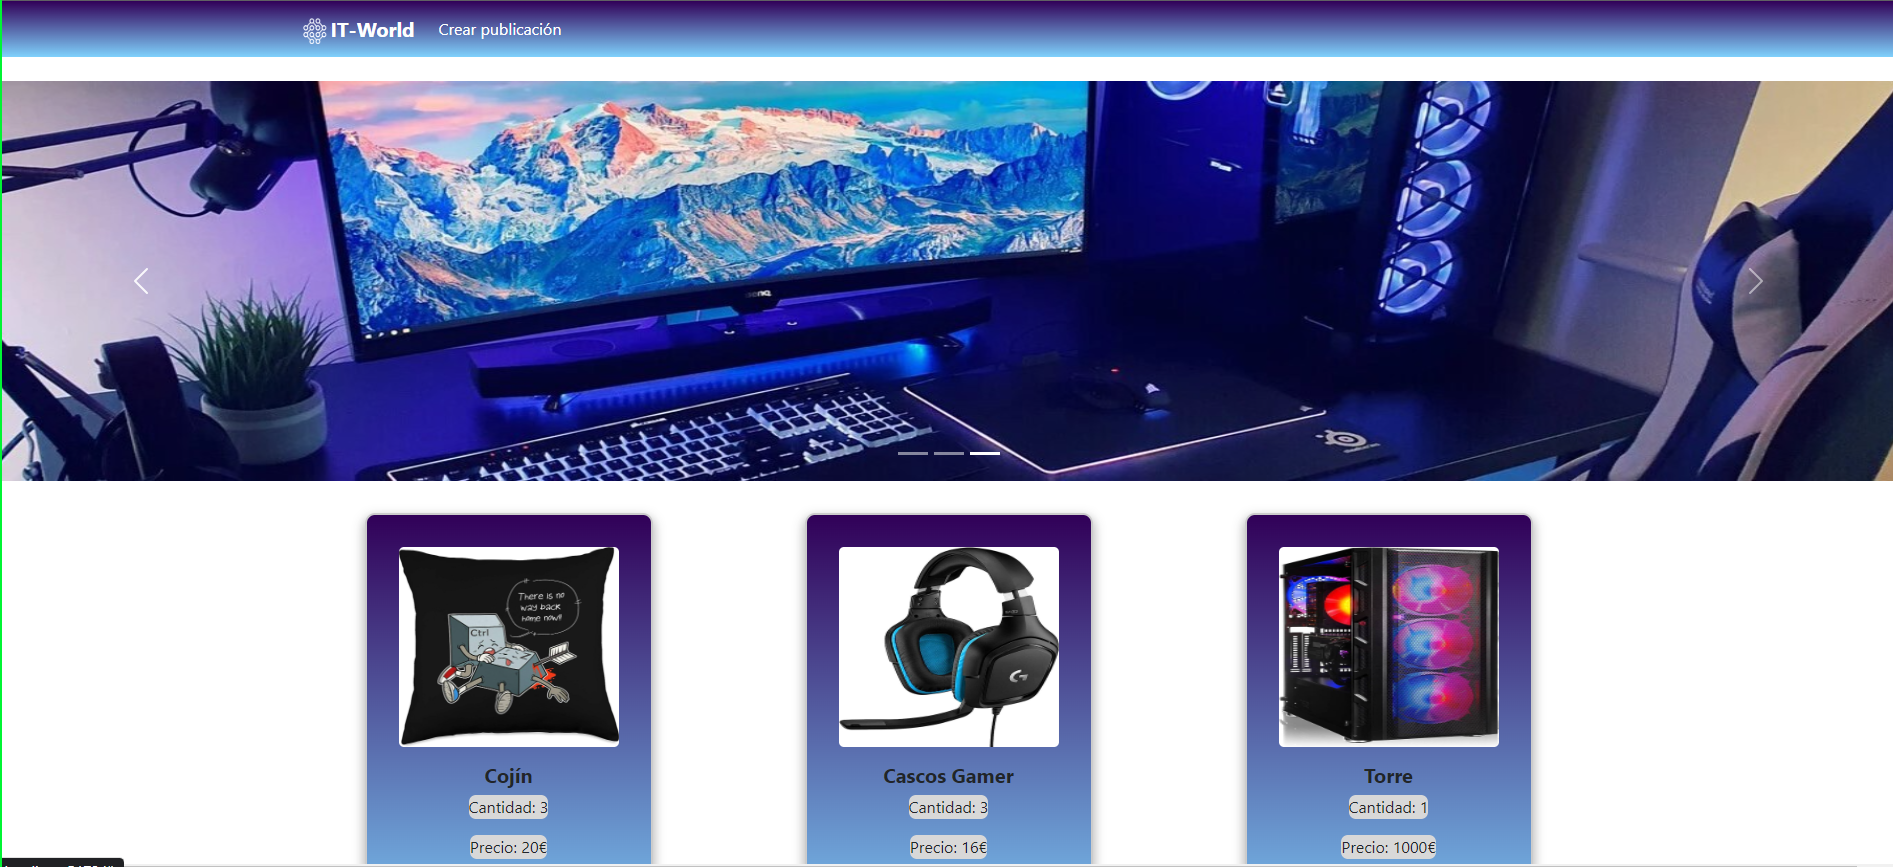 IT-World Crear publicación
BenQ
There is no
way back
home now!!
Ctrl
Z
G
Cojín
Cantidad: 3
Precio: 20€
Cascos Gamer
Cantidad: 3
Precio: 16€
Torre
Cantidad: 1
Precio: 1000€